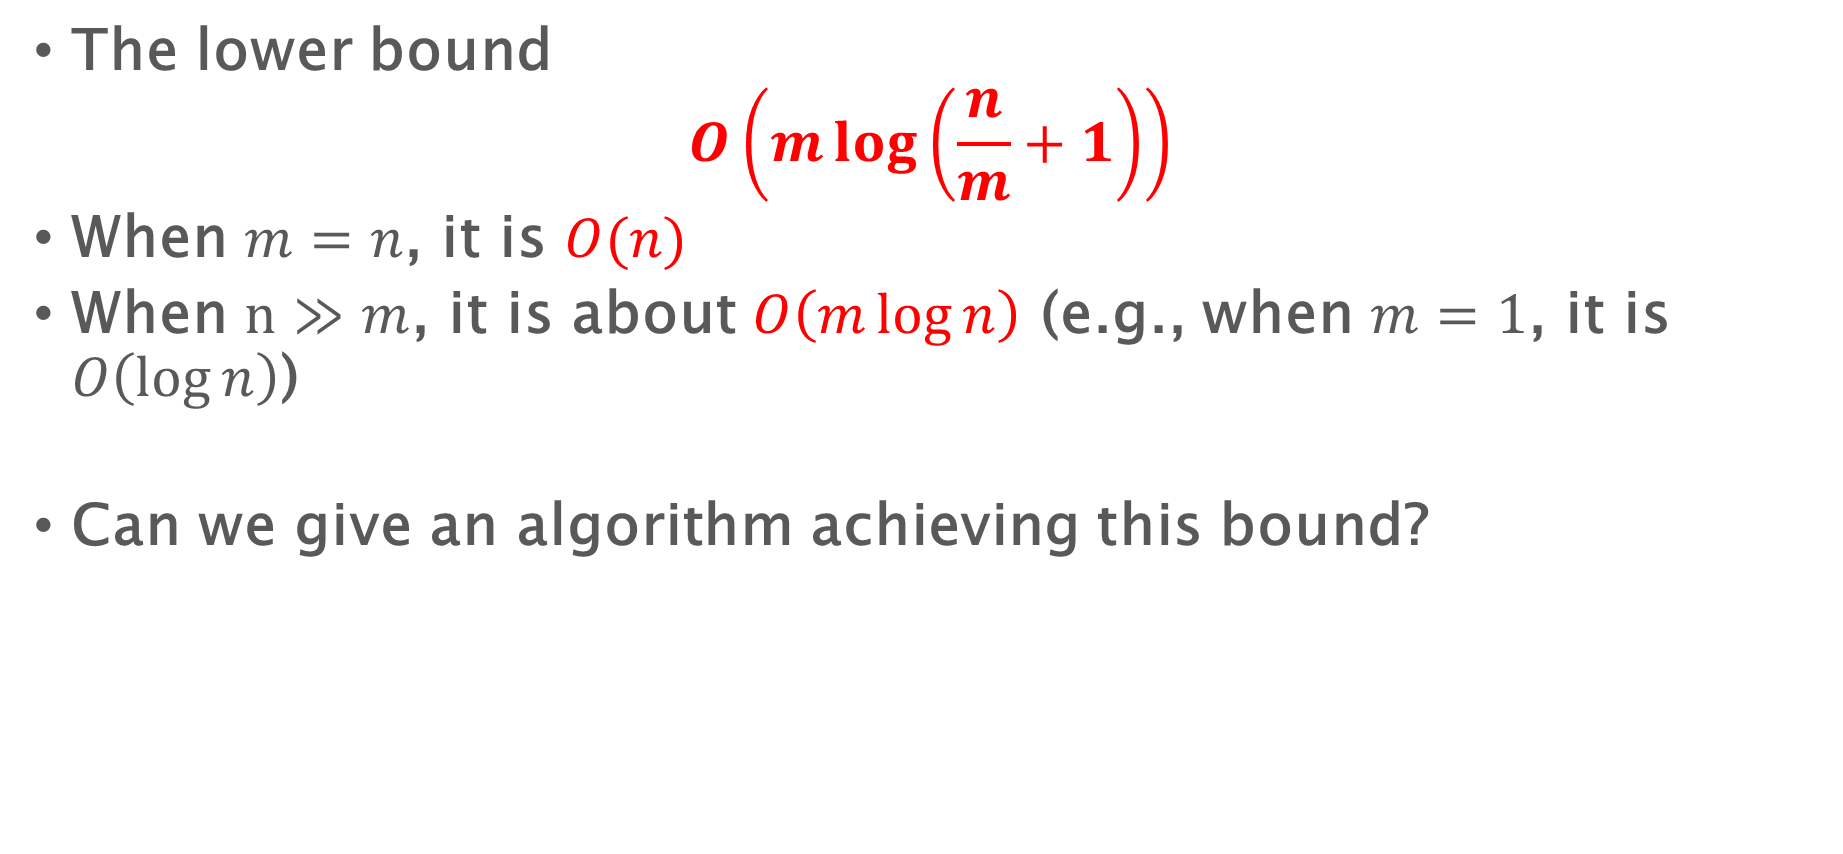 • The lower bound
O(m log(n/m + 1))
• When m = n, it is O(n)
• When n ≫ m, it is about O(m log n) (e.g., when m = 1, it is
O(log n))
• Can we give an algorithm achieving this bound?